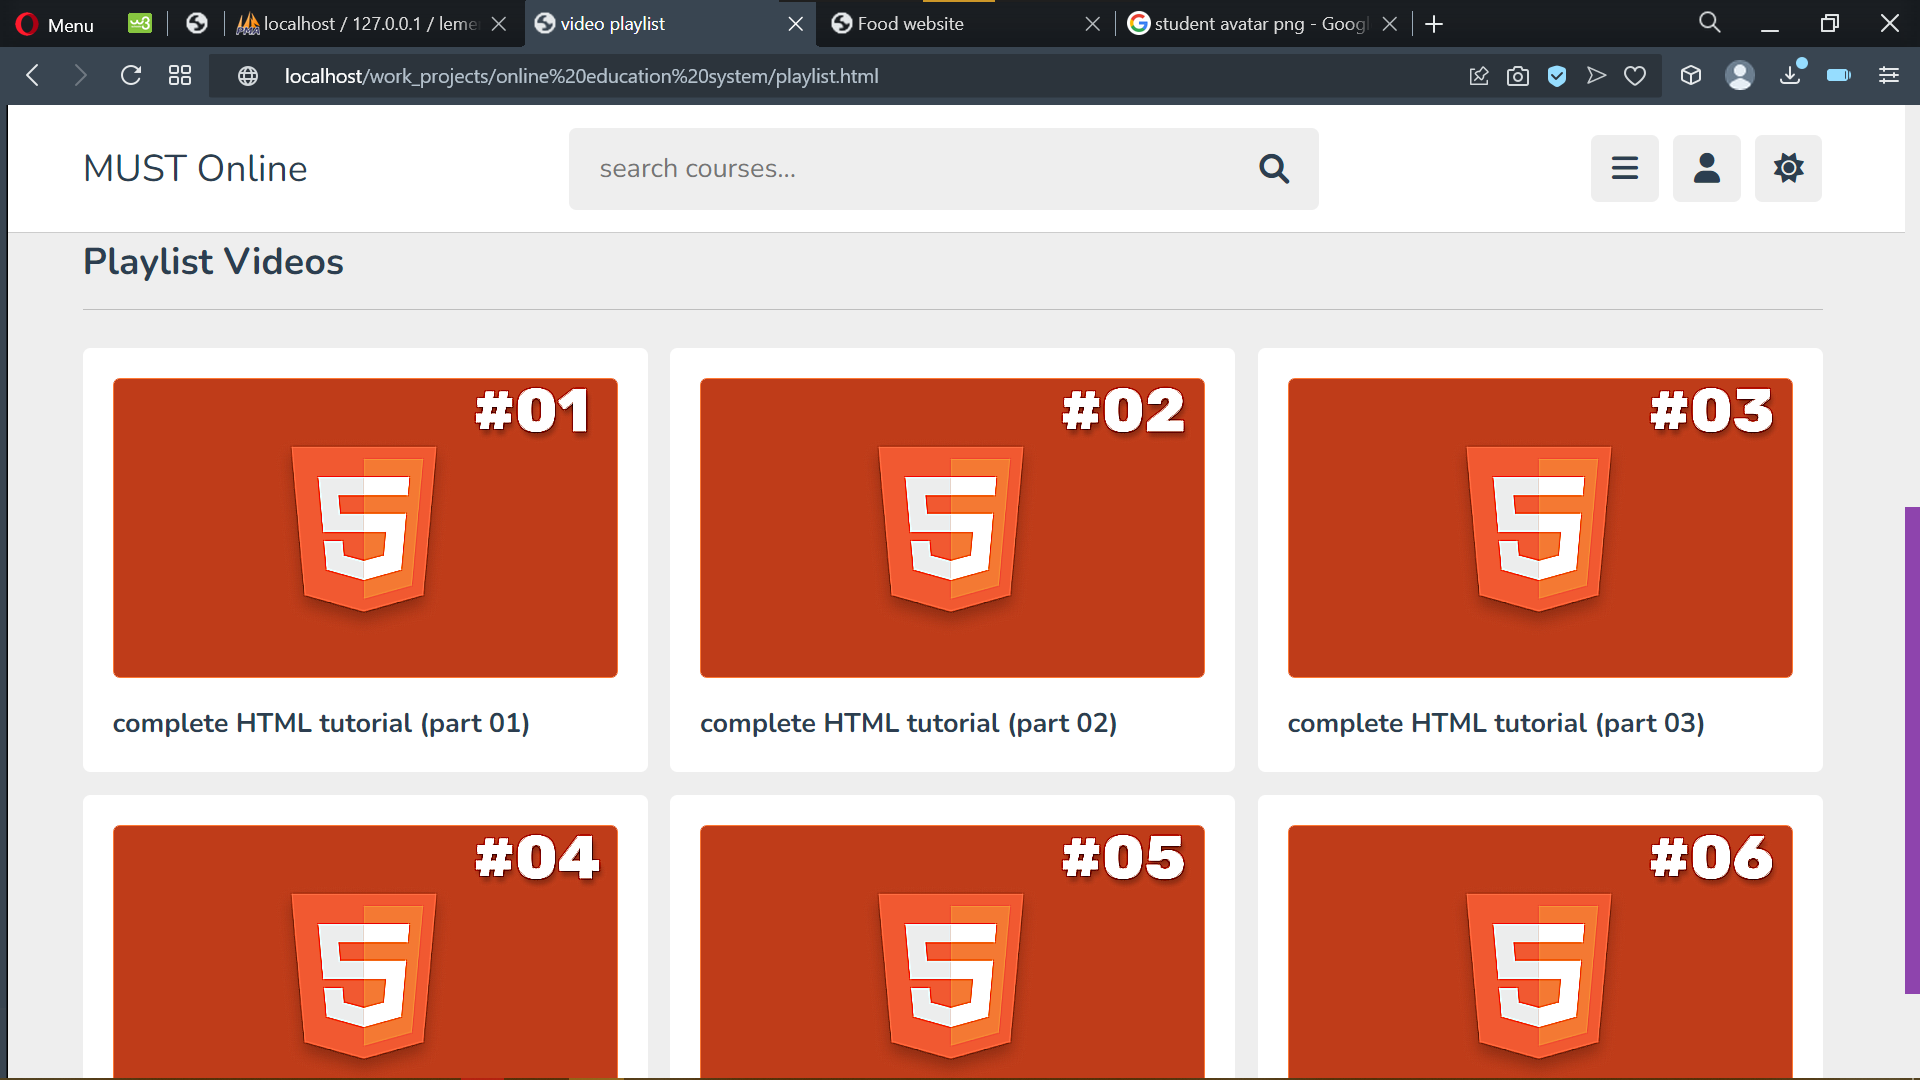 Menu
localhost / 127.0.0.1 / leme
video playlist
Food website
student avatar png - Googl
localhost/work_projects/online%20education%20system/playlist.html
MUST Online
search courses...
Playlist Videos
#01
#02
#03
complete HTML tutorial (part 01)
complete HTML tutorial (part 02)
complete HTML tutorial (part 03)
#04
#05
#06